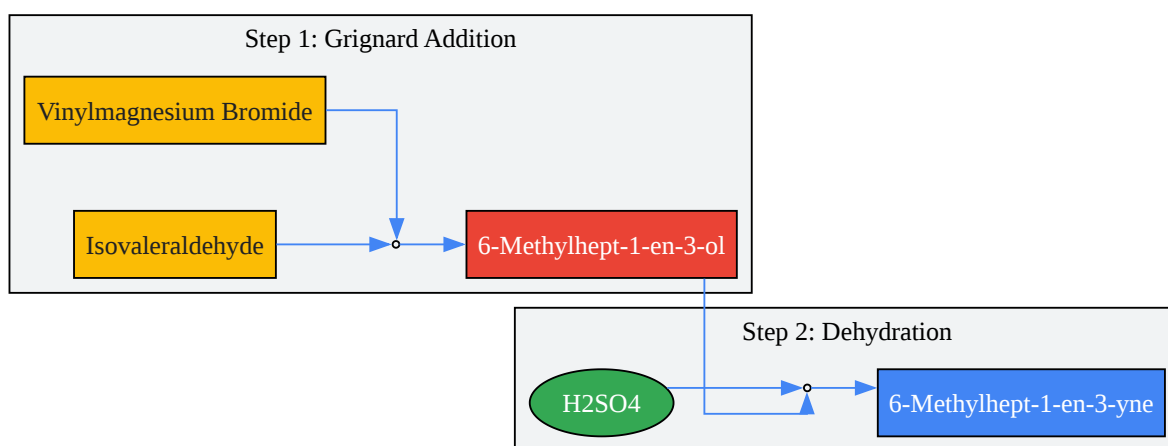 Step 1: Grignard Addition
Vinylmagnesium Bromide
Isovaleraldehyde
6-Methylhept-1-en-3-ol
Step 2: Dehydration
H2SO4
6-Methylhept-1-en-3-yne